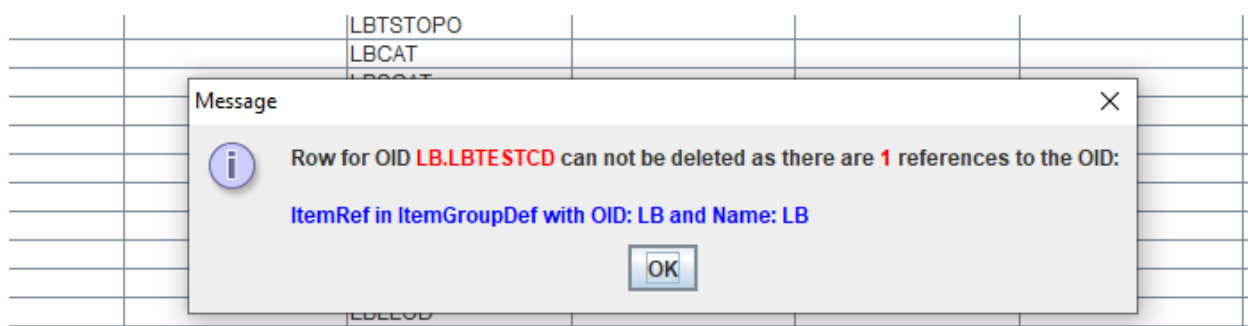 LBTSTOPO
LBCAT
Message
Row for OID LB.LBTESTCD can not be deleted as there are 1 references to the OID:
ItemRef in ItemGroupDef with OID: LB and Name: LB
OK